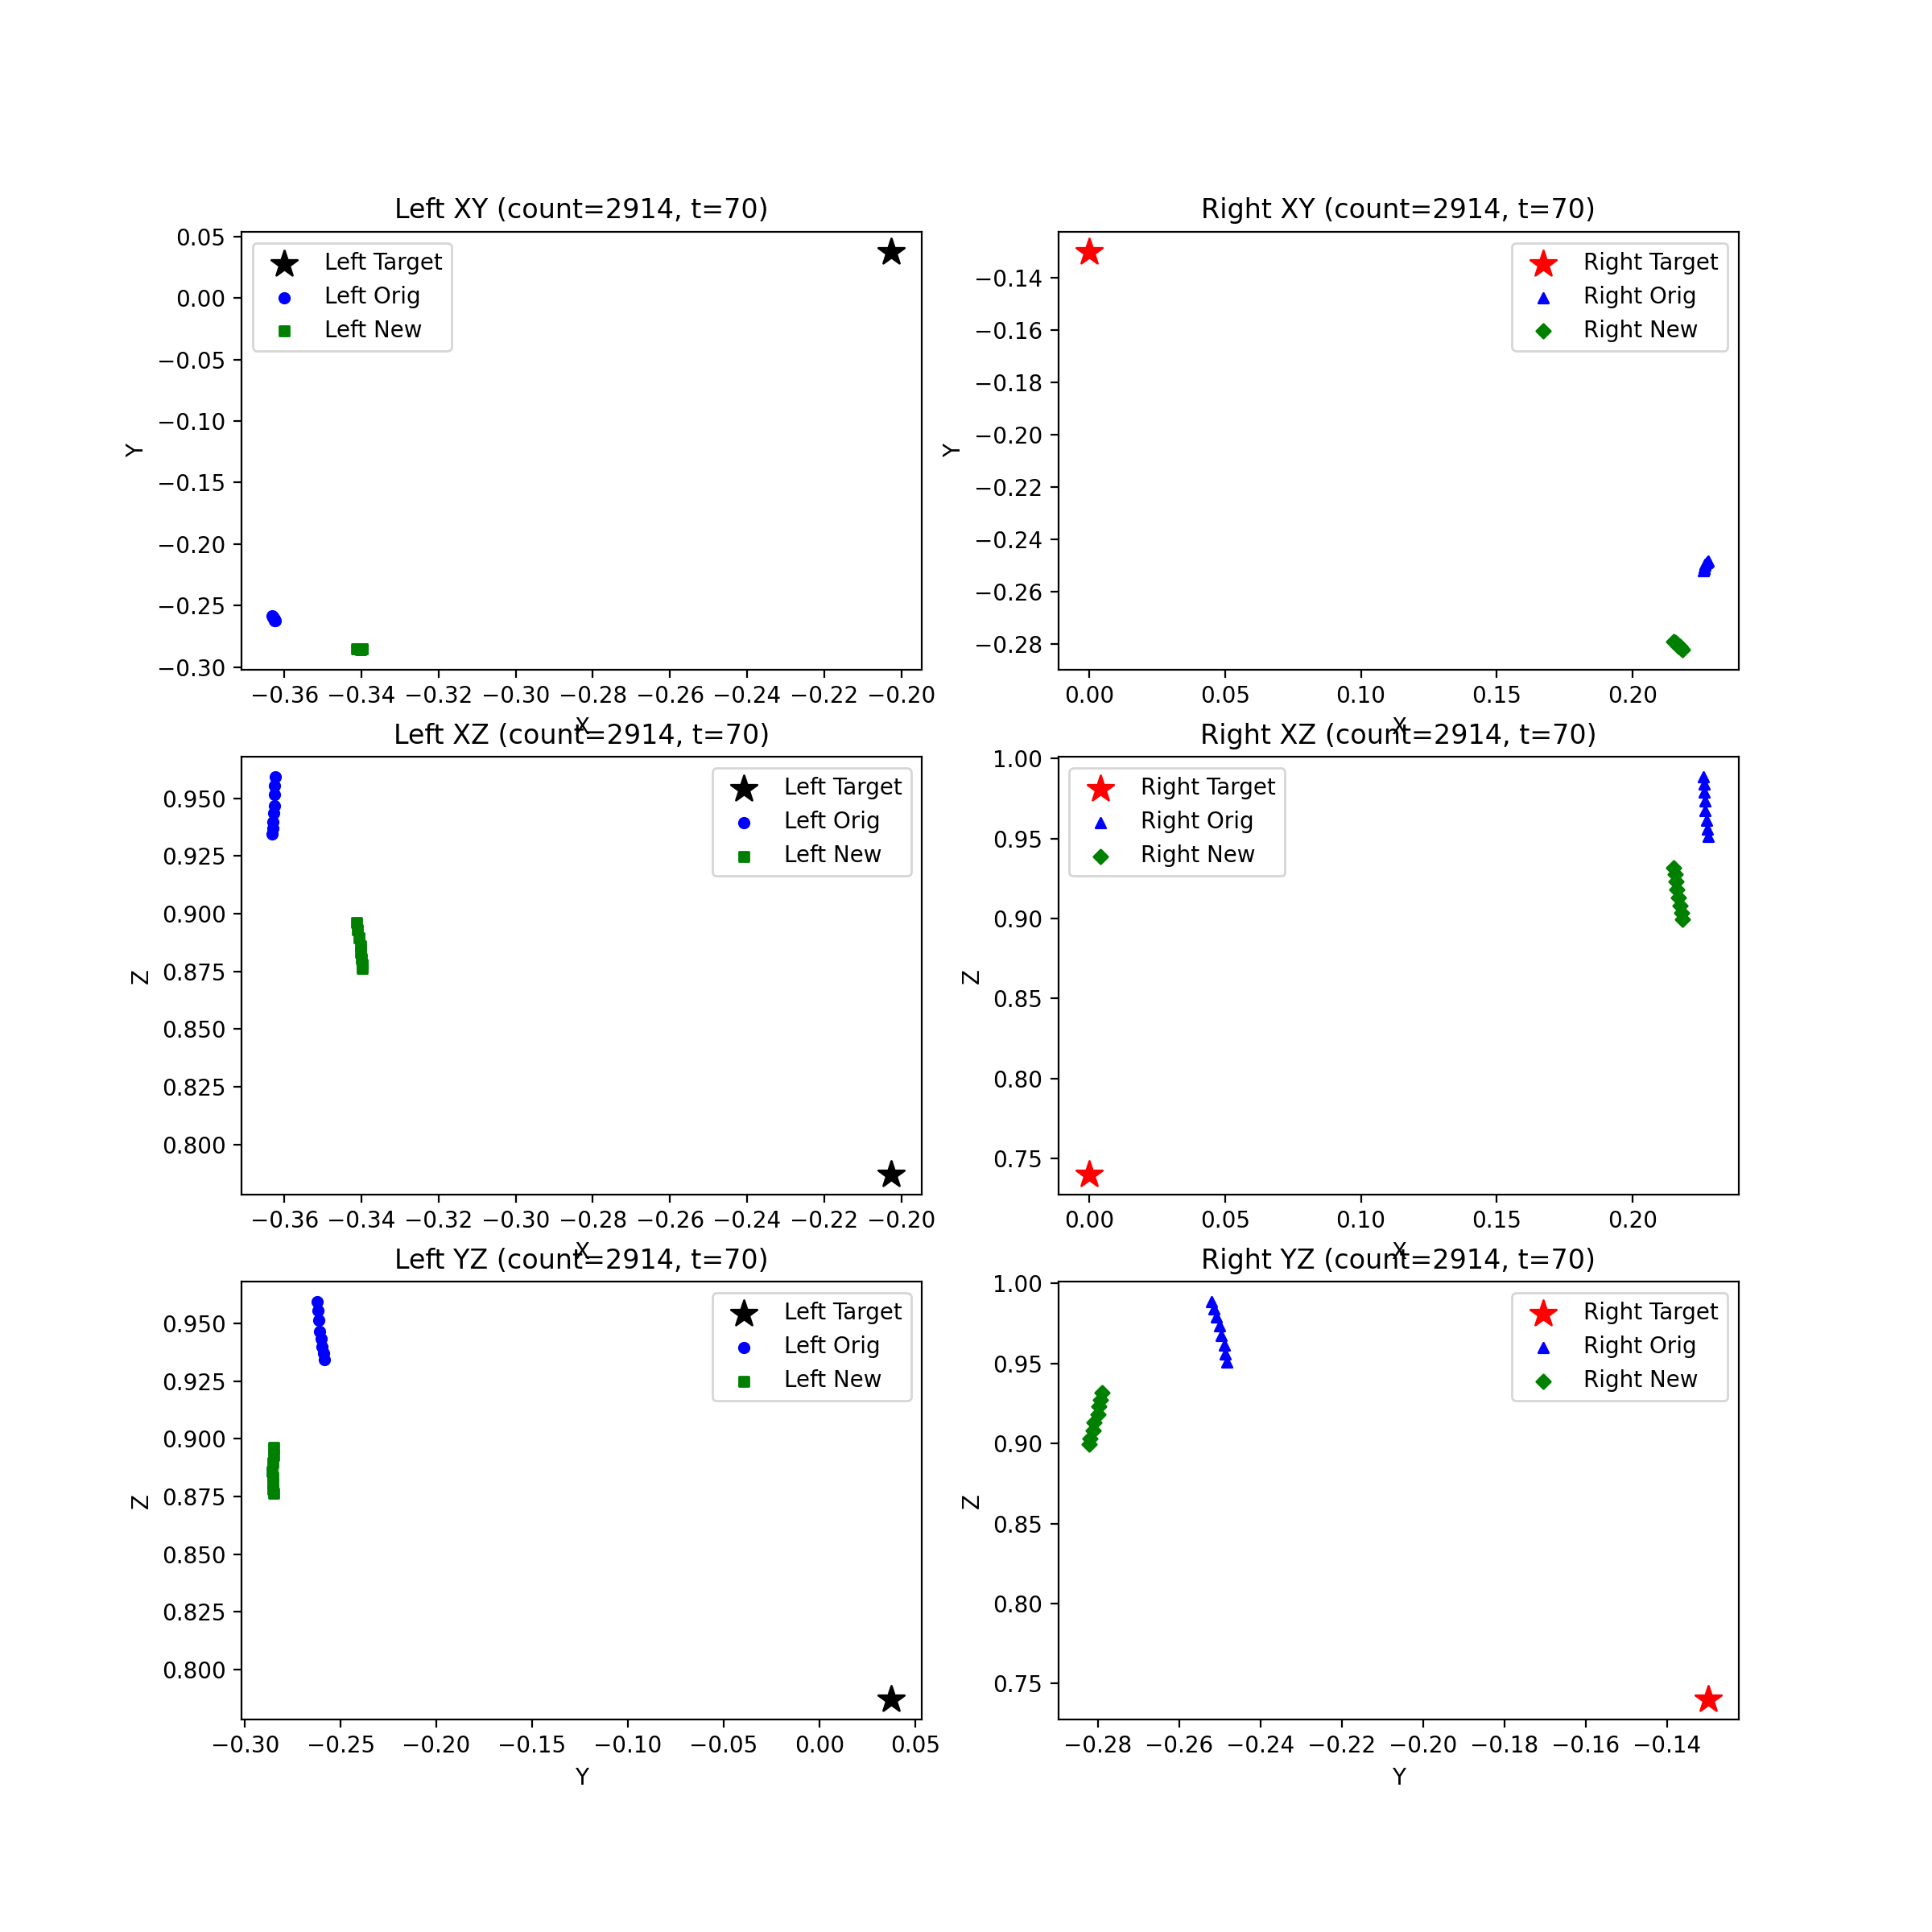 Left XY (count=2914, t=70)
Left Target
Left Orig
Left New
0.05
0.00
−0.05
−0.10
−0.15
−0.20
−0.25
−0.30
Y
−0.36 −0.34 −0.32 −0.30 −0.28 −0.26 −0.24 −0.22 −0.20
X
Right XY (count=2914, t=70)
Right Target
Right Orig
Right New
−0.14
−0.16
−0.18
−0.20
−0.22
−0.24
−0.26
−0.28
Y
0.00 0.05 0.10 0.15 0.20
X
Left XZ (count=2914, t=70)
Left Target
Left Orig
Left New
0.950
0.925
0.900
0.875
0.850
0.825
0.800
Z
−0.36 −0.34 −0.32 −0.30 −0.28 −0.26 −0.24 −0.22 −0.20
X
Right XZ (count=2914, t=70)
Right Target
Right Orig
Right New
1.00
0.95
0.90
0.85
0.80
0.75
Z
0.00 0.05 0.10 0.15 0.20
X
Left YZ (count=2914, t=70)
Left Target
Left Orig
Left New
0.950
0.925
0.900
0.875
0.850
0.825
0.800
Z
−0.30 −0.25 −0.20 −0.15 −0.10 −0.05 0.00 0.05
Y
Right YZ (count=2914, t=70)
Right Target
Right Orig
Right New
1.00
0.95
0.90
0.85
0.80
0.75
Z
−0.28 −0.26 −0.24 −0.22 −0.20 −0.18 −0.16 −0.14
Y